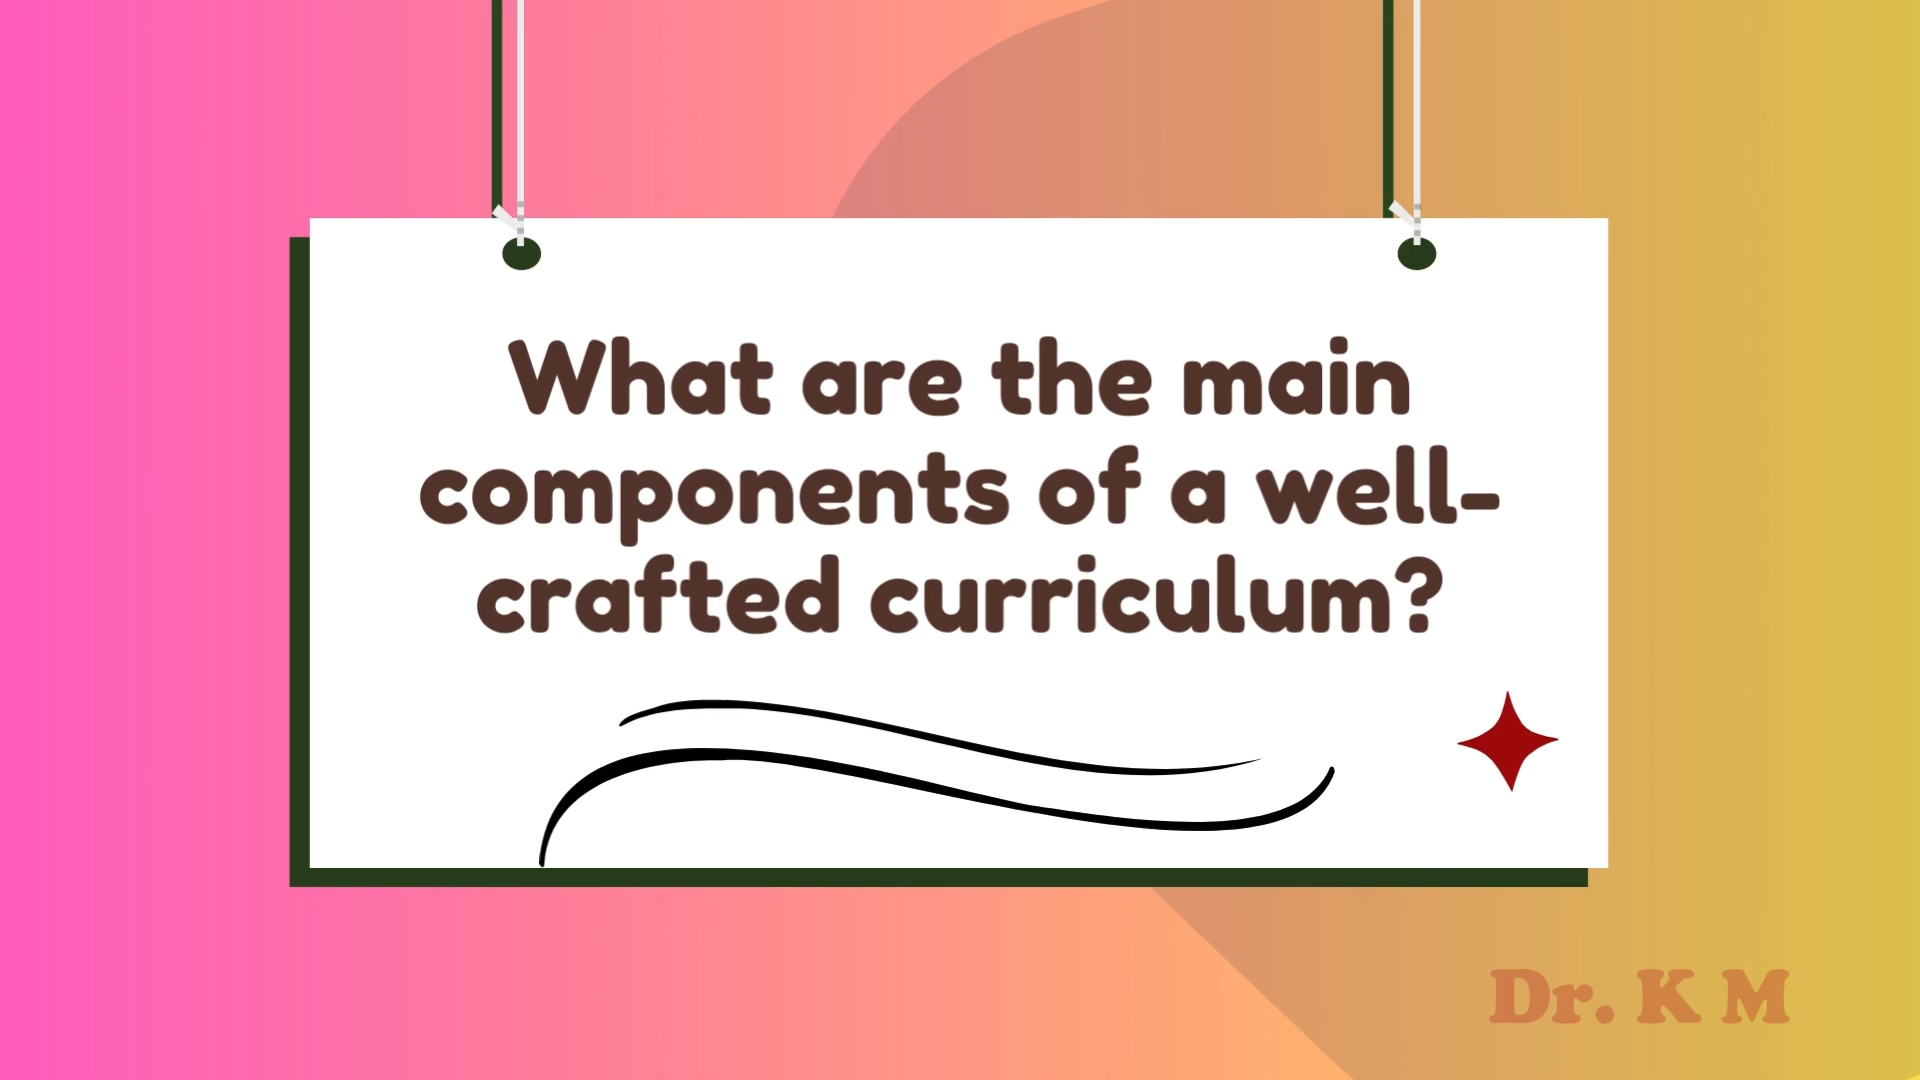 What are the main
components of a well-
crafted curriculum?
Dr. K M